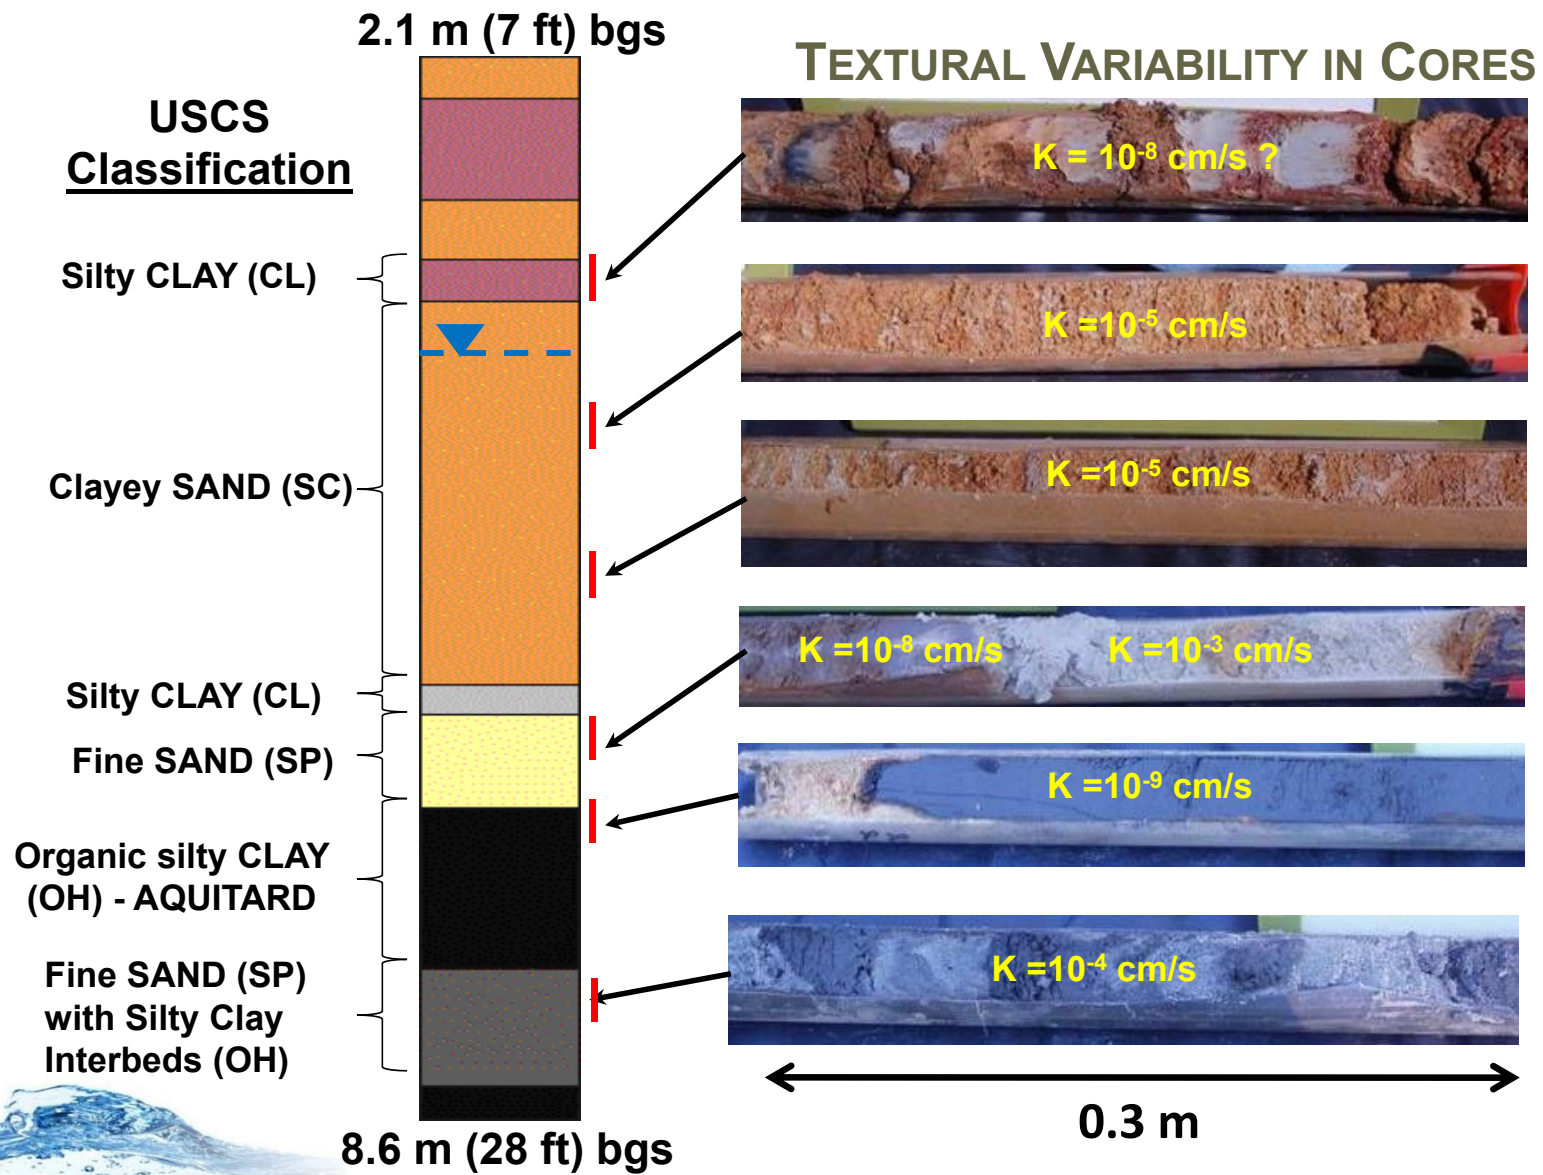 2.1 m (7 ft) bgs
TEXTURAL VARIABILITY IN CORES
USCS
Classification
Silty CLAY (CL)
Clayey SAND (SC)
Silty CLAY (CL)
Fine SAND (SP)
Organic silty CLAY
(OH) - AQUITARD
Fine SAND (SP)
with Silty Clay
Interbeds (OH)
8.6 m (28 ft) bgs
K = 10⁻⁸ cm/s ?
K =10⁻⁵ cm/s
K =10⁻⁵ cm/s
K =10⁻⁸ cm/s K =10⁻³ cm/s
K =10⁻⁹ cm/s
K =10⁻⁴ cm/s
0.3 m